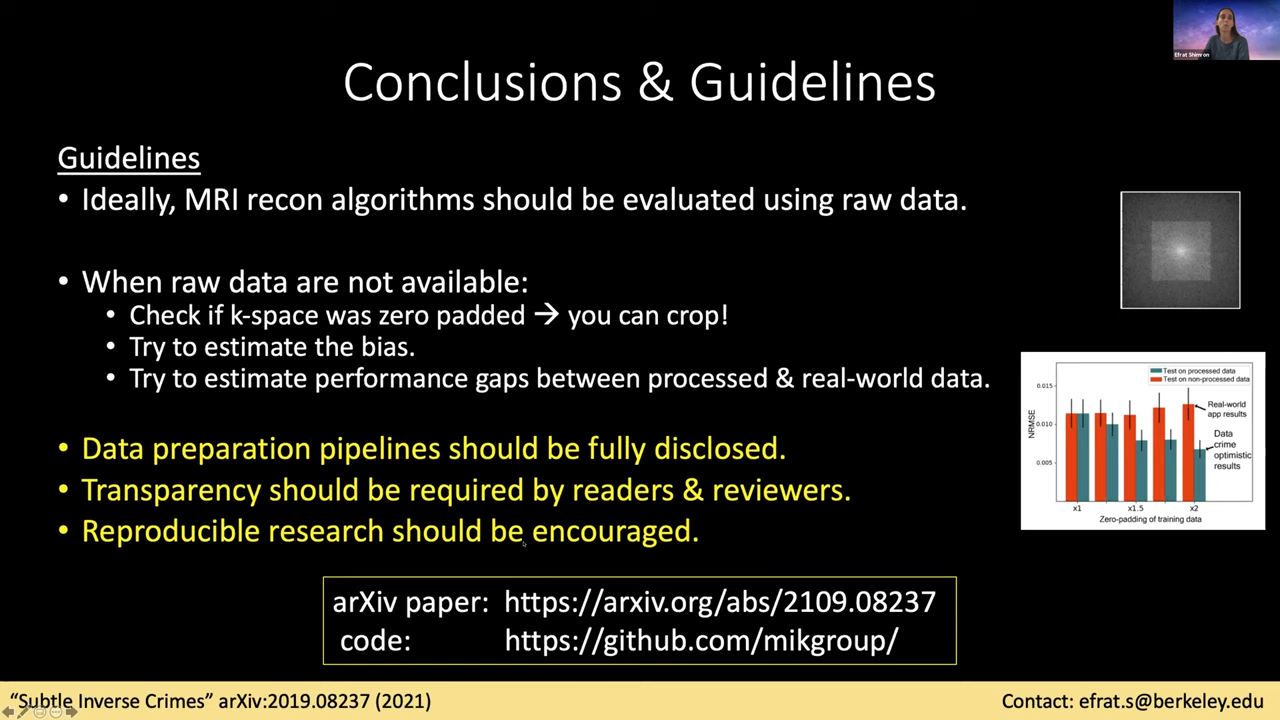 Efrat Shimron
Conclusions & Guidelines
Guidelines
• Ideally, MRI recon algorithms should be evaluated using raw data.
• When raw data are not available:
• Check if k-space was zero padded → you can crop!
• Try to estimate the bias.
• Try to estimate performance gaps between processed & real-world data.
• Data preparation pipelines should be fully disclosed.
• Transparency should be required by readers & reviewers.
• Reproducible research should be encouraged.
Test on processed data
Test on non-processed data
NRMSE
0.015
0.010
0.005
Real-world
app results
Data
crime
optimistic
results
x1 x1.5 x2
Zero-padding of training data
arXiv paper: https://arxiv.org/abs/2109.08237
code: https://github.com/mikgroup/
"Subtle Inverse Crimes" arXiv:2019.08237 (2021)
Contact: efrat.s@berkeley.edu